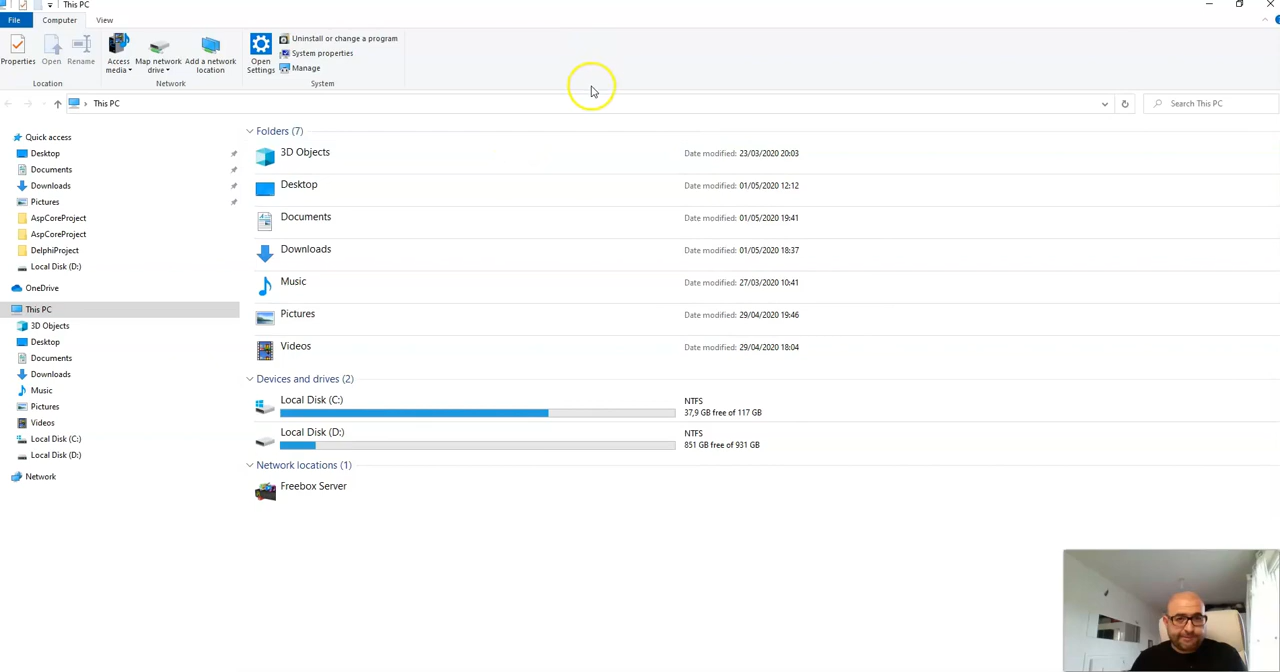 This PC
File Computer View
Properties Open Rename Access media Map network drive Add a network location Open Settings Uninstall or change a program
System properties
Manage
Location Network System
This PC Search This PC
Quick access
Desktop
Documents
Downloads
Pictures
AspCoreProject
AspCoreProject
DelphiProject
Local Disk (D:)
OneDrive
This PC
3D Objects
Desktop
Documents
Downloads
Music
Pictures
Videos
Local Disk (C:)
Local Disk (D:)
Network
Folders (7)
3D Objects Date modified: 23/03/2020 20:03
Desktop Date modified: 01/05/2020 12:12
Documents Date modified: 01/05/2020 19:41
Downloads Date modified: 01/05/2020 18:37
Music Date modified: 27/03/2020 10:41
Pictures Date modified: 29/04/2020 19:46
Videos Date modified: 29/04/2020 18:04
Devices and drives (2)
Local Disk (C:) NTFS
37,9 GB free of 117 GB
Local Disk (D:) NTFS
851 GB free of 931 GB
Network locations (1)
Freebox Server